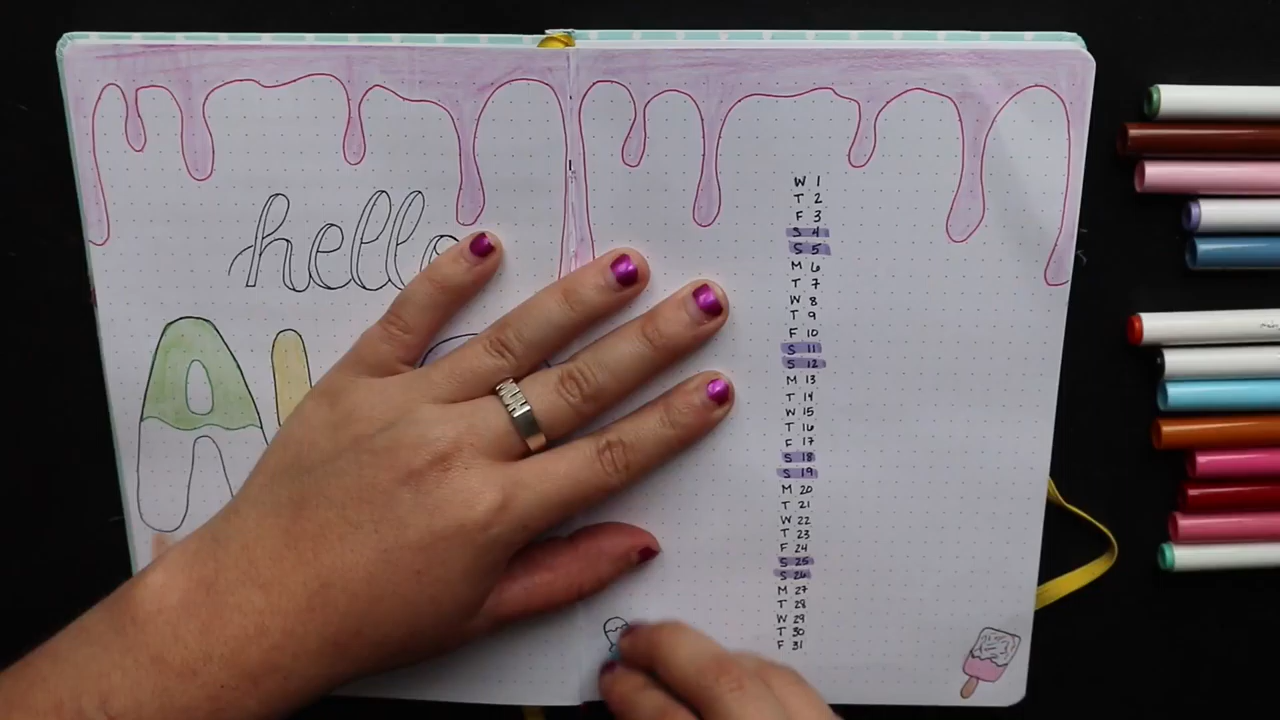 hello
A
W 1
T 2
F 3
S 4
S 5
M 6
T 7
W 8
T 9
F 10
S 11
S 12
M 13
T 14
W 15
T 16
F 17
S 18
S 19
M 20
T 21
W 22
T 23
F 24
S 25
S 26
M 27
T 28
W 29
T 30
F 31
MUH